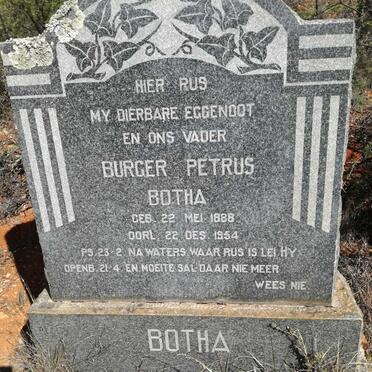 HIER RUS
MY DIERBARE EGGENOOT
EN ONS VADER
BURGER PETRUS
BOTHA
GEB. 22 MEI 1888
OORL. 22 DES. 1954
PS. 23-2 NA WATERS WAAR RUS IS LEI HY
OPENB. 21-4 EN MOEITE SAL DAAR NIE MEER
WEES NIE
BOTHA